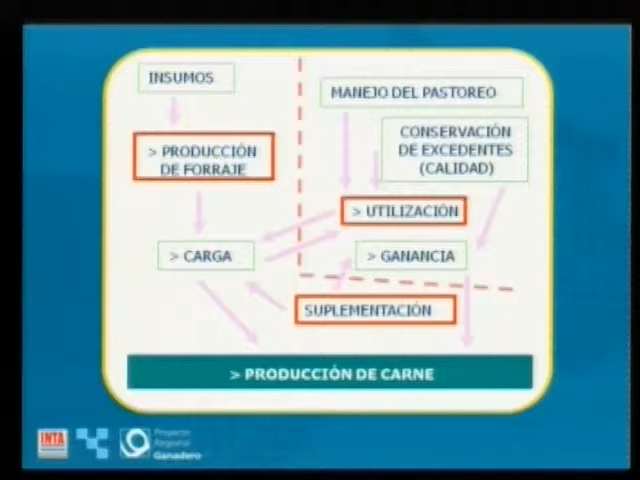 INSUMOS
MANEJO DEL PASTOREO
CONSERVACIÓN
DE EXCEDENTES
(CALIDAD)
> PRODUCCIÓN
DE FORRAJE
> UTILIZACIÓN
> CARGA
> GANANCIA
SUPLEMENTACIÓN
> PRODUCCIÓN DE CARNE
INTA
Proyecto
Regional
Ganadero